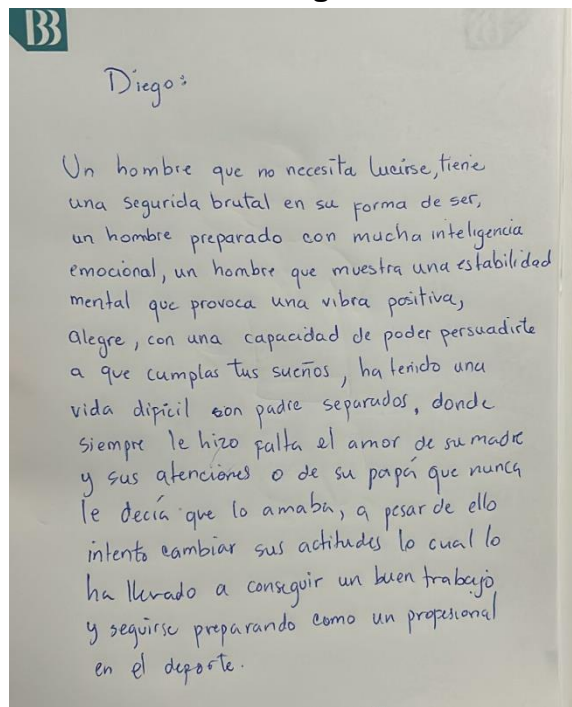 BB
Diego:
Un hombre que no necesita lucirse, tiene
una segurida brutal en su forma de ser,
un hombre preparado con mucha inteligencia
emocional, un hombre que muestra una estabilidad
mental que provoca una vibra positiva,
alegre, con una capacidad de poder persuadirte
a que cumplas tus sueños, ha tenido una
vida dificil con padre separados, donde
siempre le hizo falta el amor de su madre
y sus atenciones o de su papá que nunca
le decía que lo amaba, a pesar de ello
intento cambiar sus actitudes lo cual lo
ha llevado a conseguir un buen trabajo
y seguirse preparando como un profesional
en el deporte.